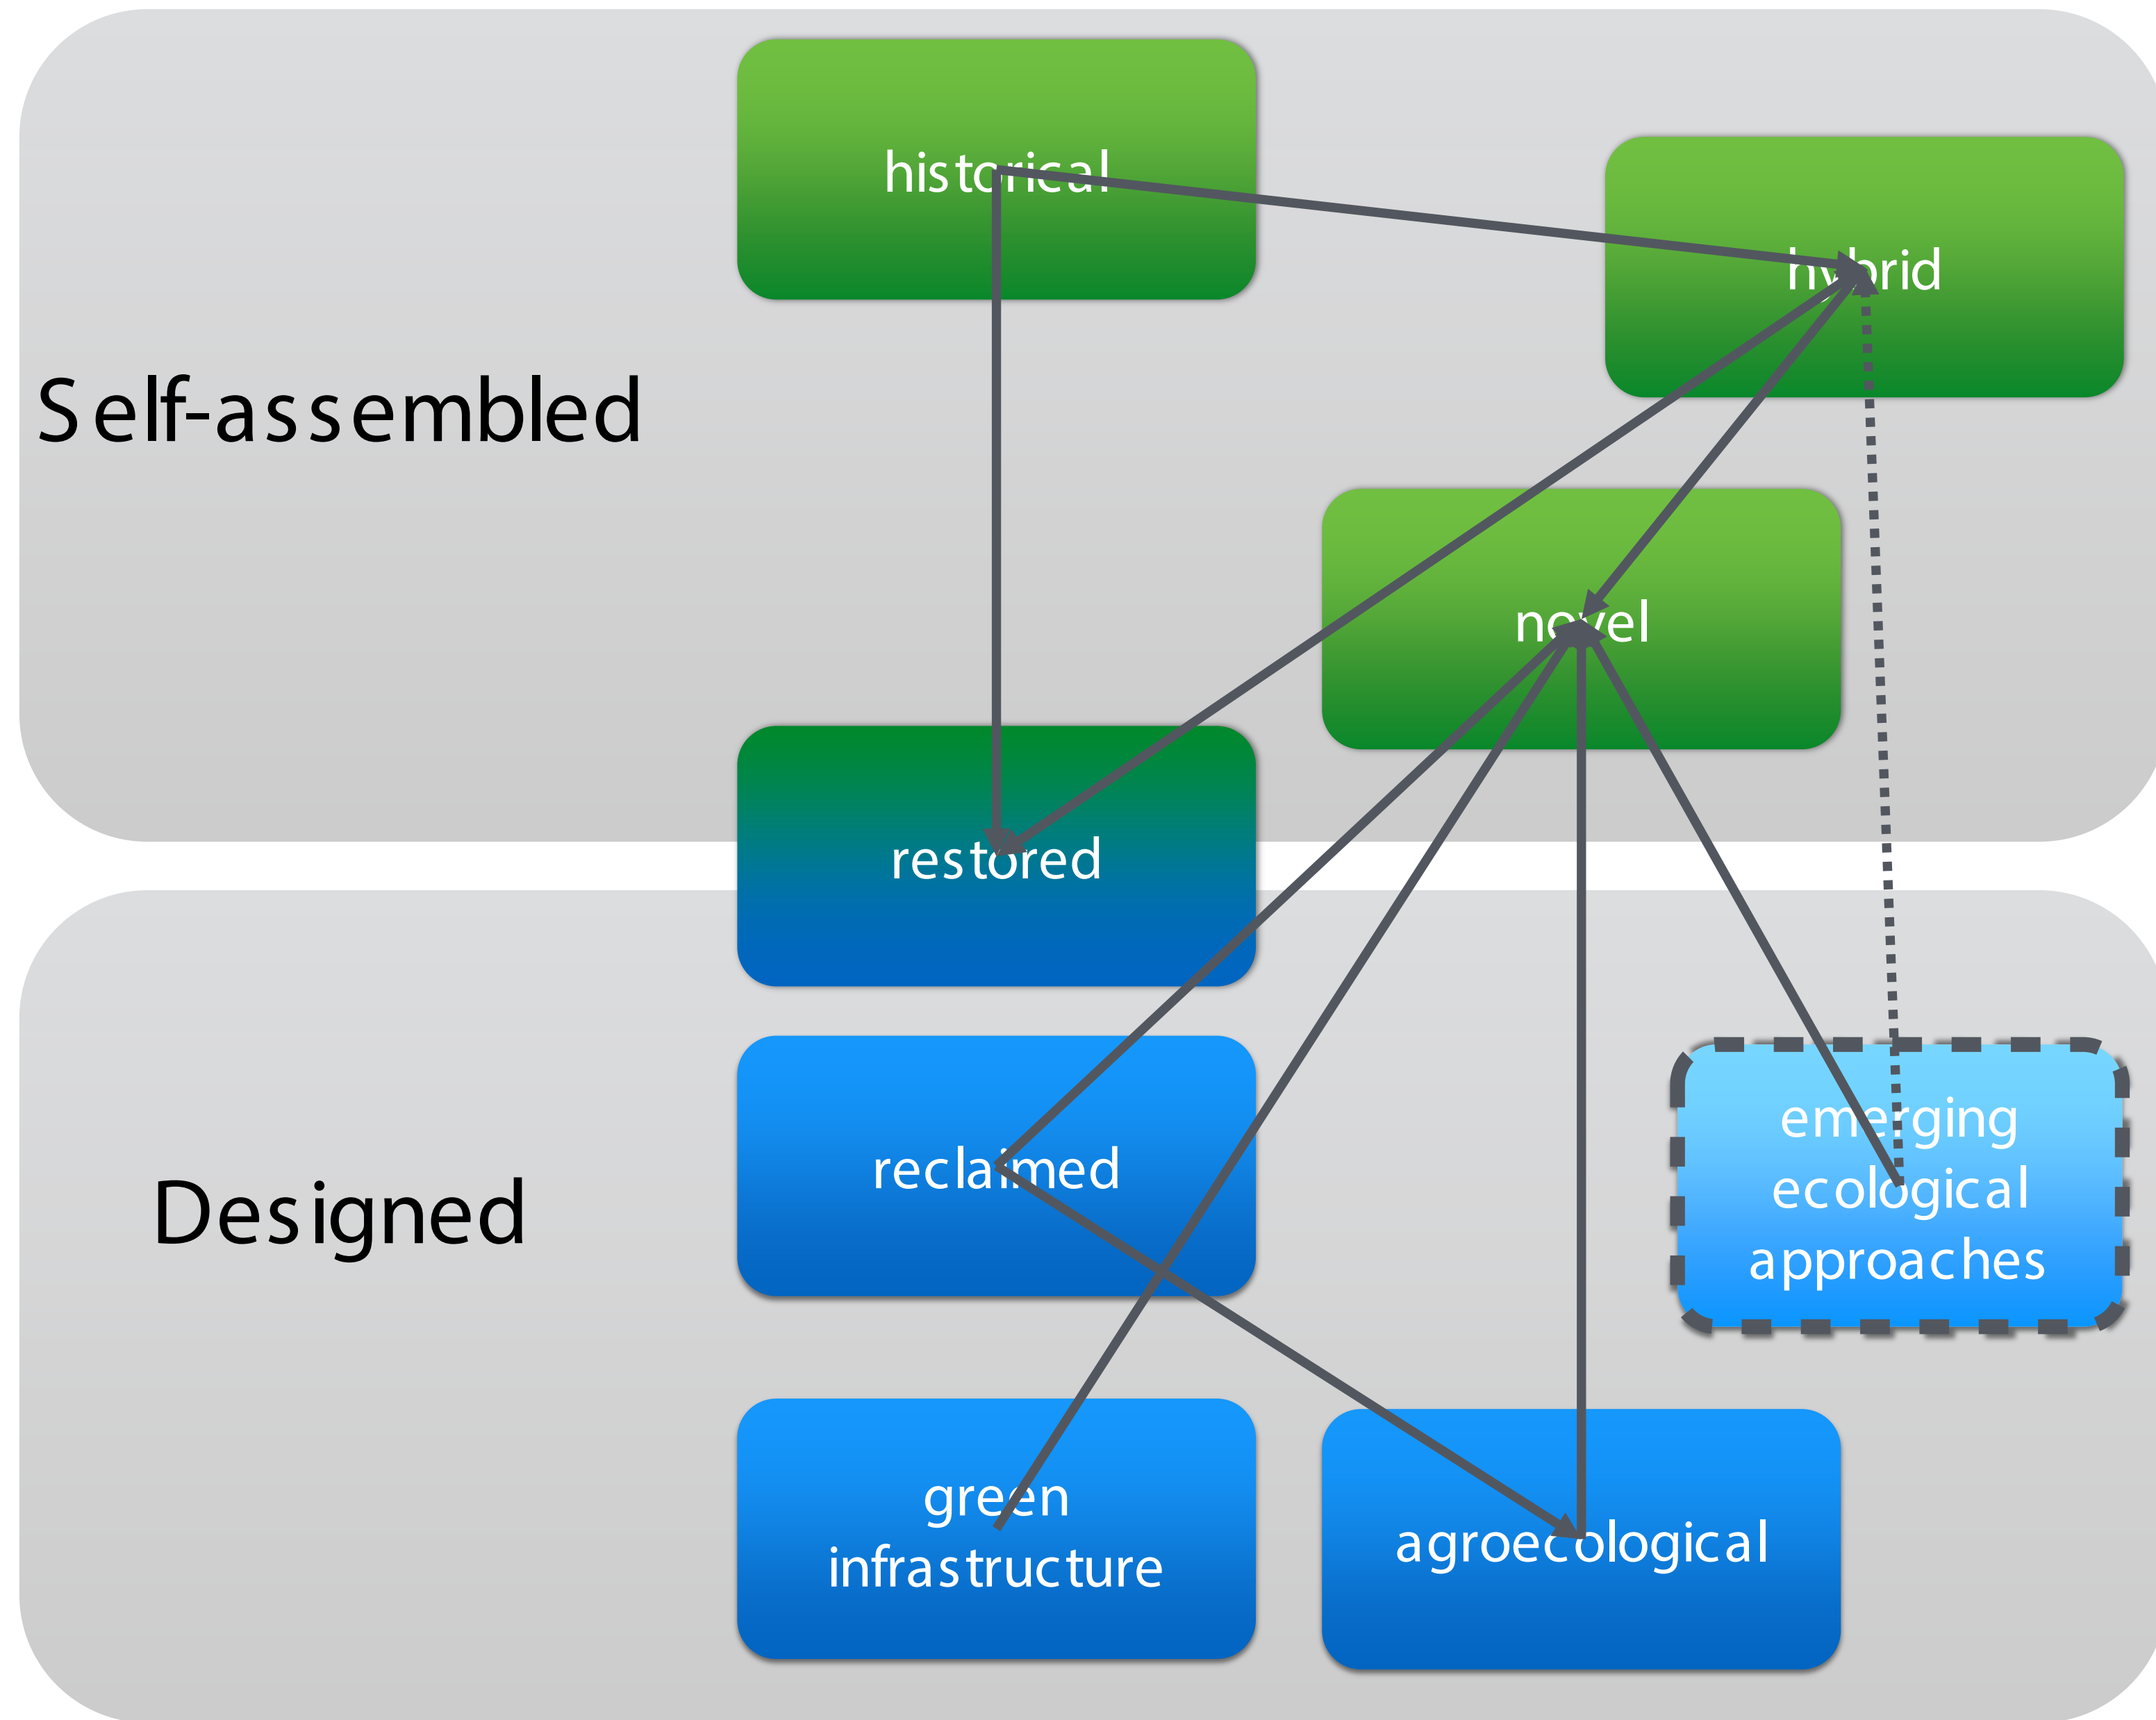 historical
hybrid
Self-assembled
novel
restored
reclaimed
Designed
emerging
ecological
approaches
green
infrastructure
agroecological